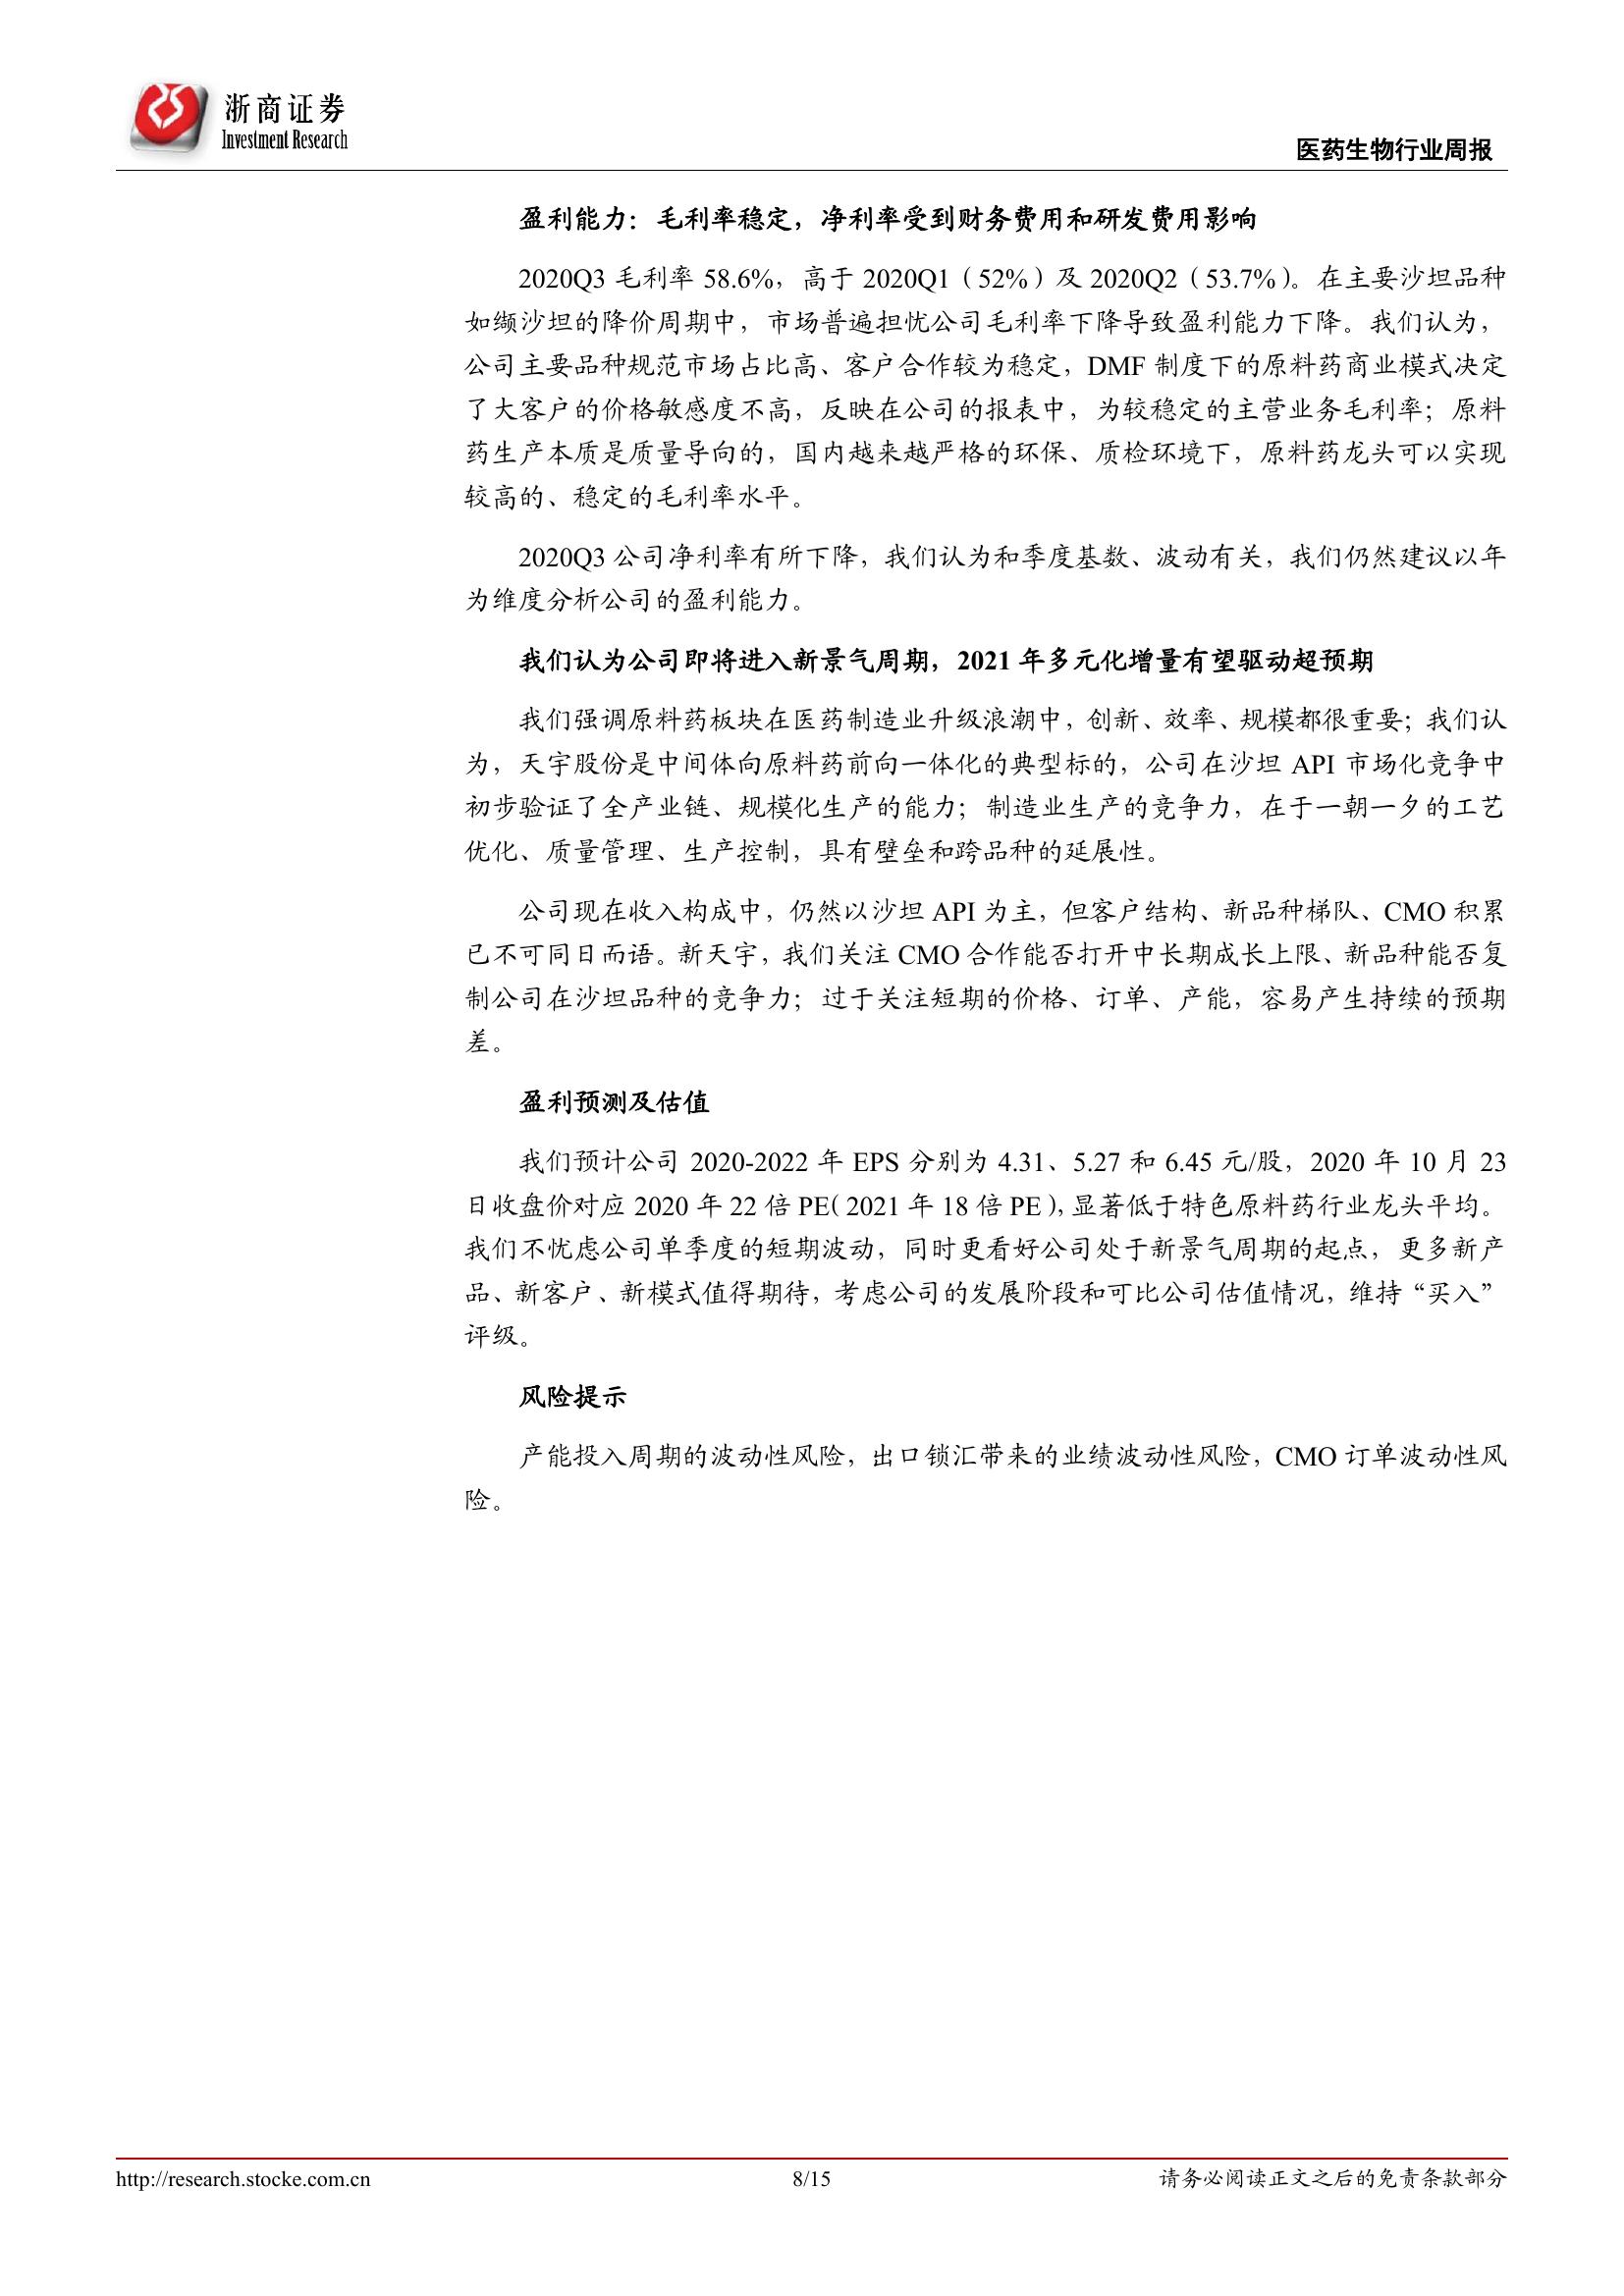 浙商证券
Investment Research
医药生物行业周报
盈利能力：毛利率稳定，净利率受到财务费用和研发费用影响
2020Q3 毛利率 58.6%，高于 2020Q1（52%）及 2020Q2（53.7%）。在主要沙坦品种
如缬沙坦的降价周期中，市场普遍担忧公司毛利率下降导致盈利能力下降。我们认为，
公司主要品种规范市场占比高、客户合作较为稳定，DMF 制度下的原料药商业模式决定
了大客户的价格敏感度不高，反映在公司的报表中，为较稳定的主营业务毛利率；原料
药生产本质是质量导向的，国内越来越严格的环保、质检环境下，原料药龙头可以实现
较高的、稳定的毛利率水平。
2020Q3 公司净利率有所下降，我们认为和季度基数、波动有关，我们仍然建议以年
为维度分析公司的盈利能力。
我们认为公司即将进入新景气周期，2021 年多元化增量有望驱动超预期
我们强调原料药板块在医药制造业升级浪潮中，创新、效率、规模都很重要；我们认
为，天宇股份是中间体向原料药前向一体化的典型标的，公司在沙坦 API 市场化竞争中
初步验证了全产业链、规模化生产的能力；制造业生产的竞争力，在于一朝一夕的工艺
优化、质量管理、生产控制，具有壁垒和跨品种的延展性。
公司现在收入构成中，仍然以沙坦 API 为主，但客户结构、新品种梯队、CMO 积累
已不可同日而语。新天宇，我们关注 CMO 合作能否打开中长期成长上限、新品种能否复
制公司在沙坦品种的竞争力；过于关注短期的价格、订单、产能，容易产生持续的预期
差。
盈利预测及估值
我们预计公司 2020-2022 年 EPS 分别为 4.31、5.27 和 6.45 元/股，2020 年 10 月 23
日收盘价对应 2020 年 22 倍 PE（2021 年 18 倍 PE），显著低于特色原料药行业龙头平均。
我们不忧虑公司单季度的短期波动，同时更看好公司处于新景气周期的起点，更多新产
品、新客户、新模式值得期待，考虑公司的发展阶段和可比公司估值情况，维持“买入”
评级。
风险提示
产能投入周期的波动性风险，出口锁汇带来的业绩波动性风险，CMO 订单波动性风
险。
http://research.stocke.com.cn
8/15
请务必阅读正文之后的免责条款部分